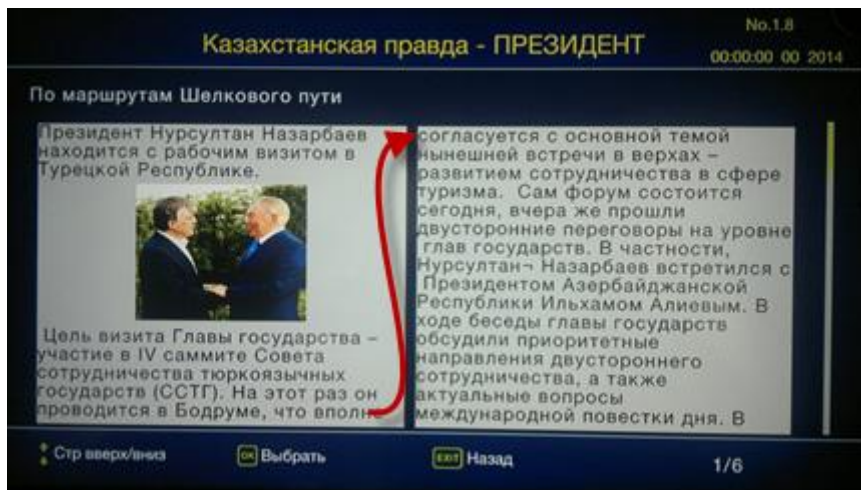 Казахстанская правда - ПРЕЗИДЕНТ
No.1.8
00:00:00 00 2014
По маршрутам Шелкового пути
Президент Нурсултан Назарбаев
находится с рабочим визитом в
Турецкой Республике.
Цель визита Главы государства –
участие в IV саммите Совета
сотрудничества тюркоязычных
государств (ССТГ). На этот раз он
проводится в Бодруме, что вполне
согласуется с основной темой
нынешней встречи в верхах –
развитием сотрудничества в сфере
туризма. Сам форум состоится
сегодня, вчера же прошли
двусторонние переговоры на уровне
глав государств. В частности,
Нурсултан¬ Назарбаев встретился с
Президентом Азербайджанской
Республики Ильхамом Алиевым. В
ходе беседы главы государств
обсудили приоритетные
направления двустороннего
сотрудничества, а также
актуальные вопросы
международной повестки дня. В
Стр вверх/вниз
OK Выбрать
EXIT Назад
1/6